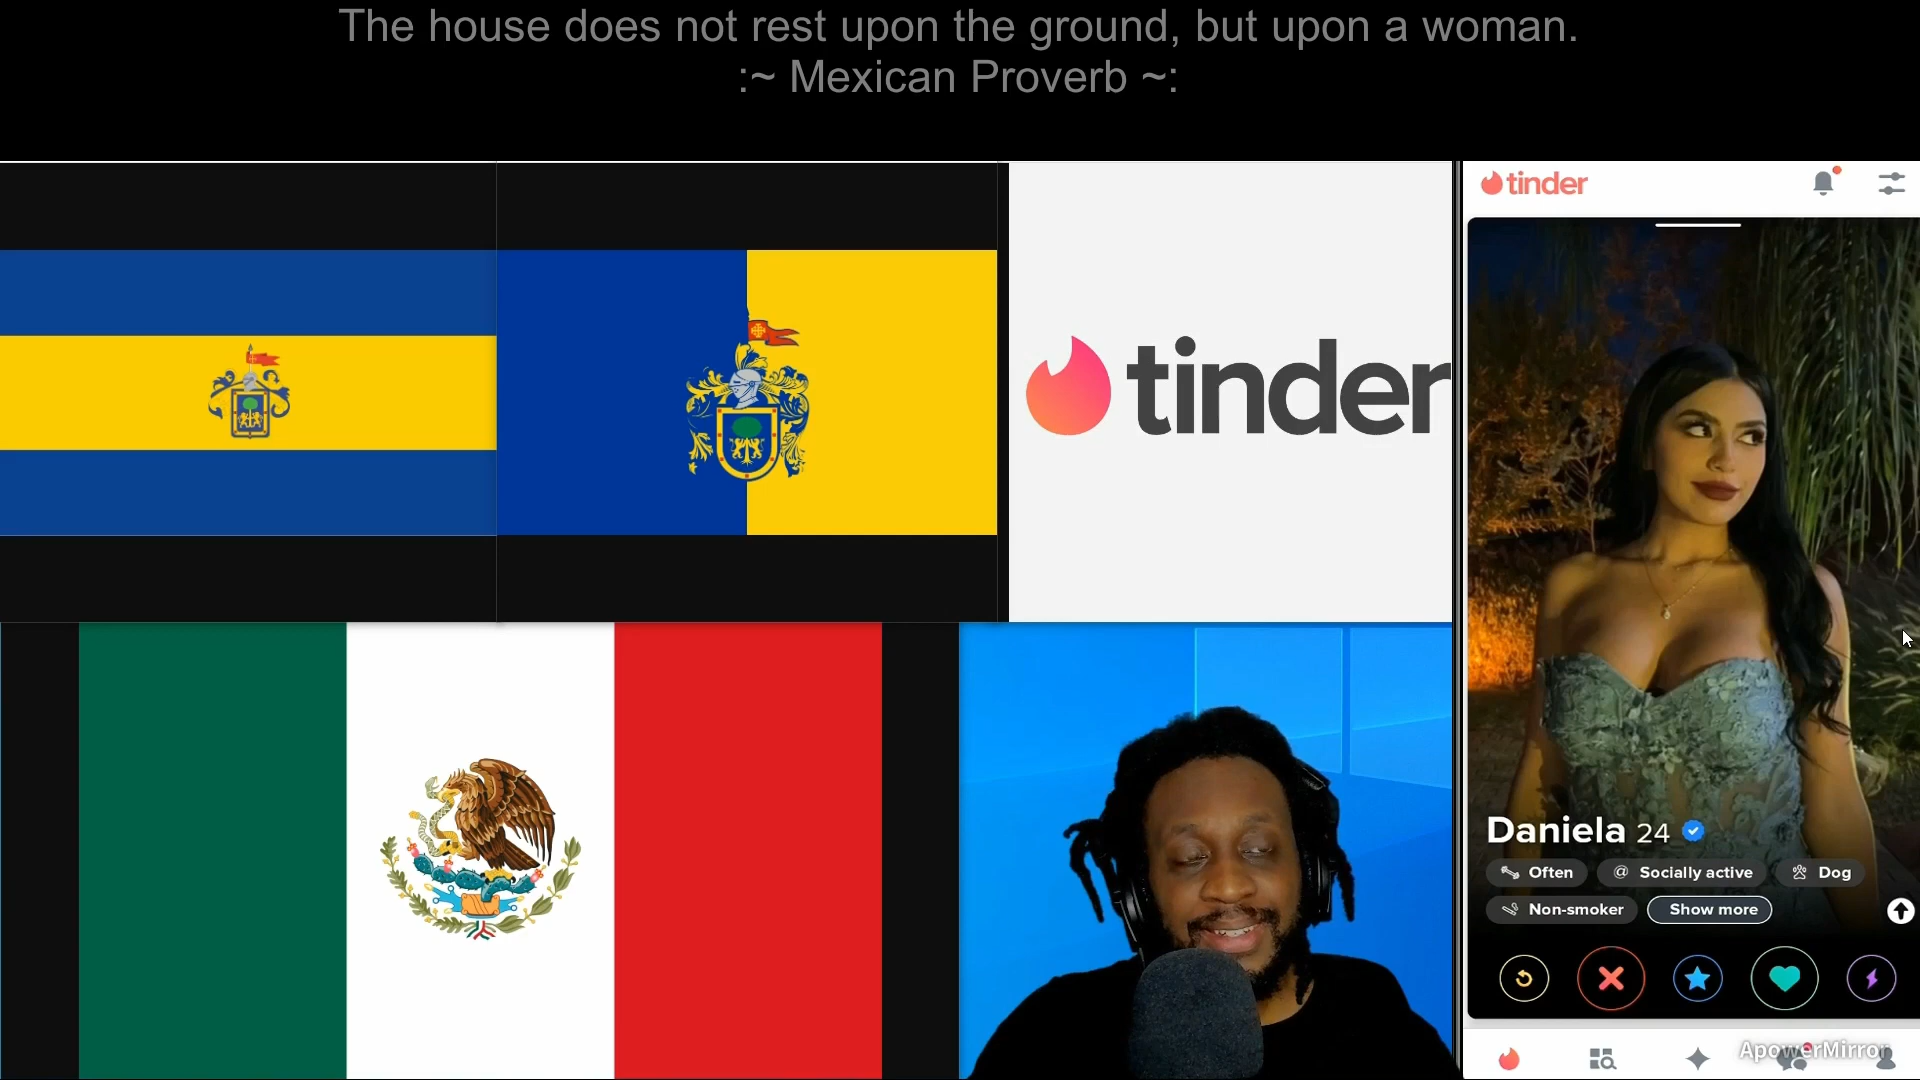 The house does not rest upon the ground, but upon a woman.
:~ Mexican Proverb ~:
tinder
tinder
Daniela 24
Often
@ Socially active
Dog
Non-smoker
Show more
ApowerMirror